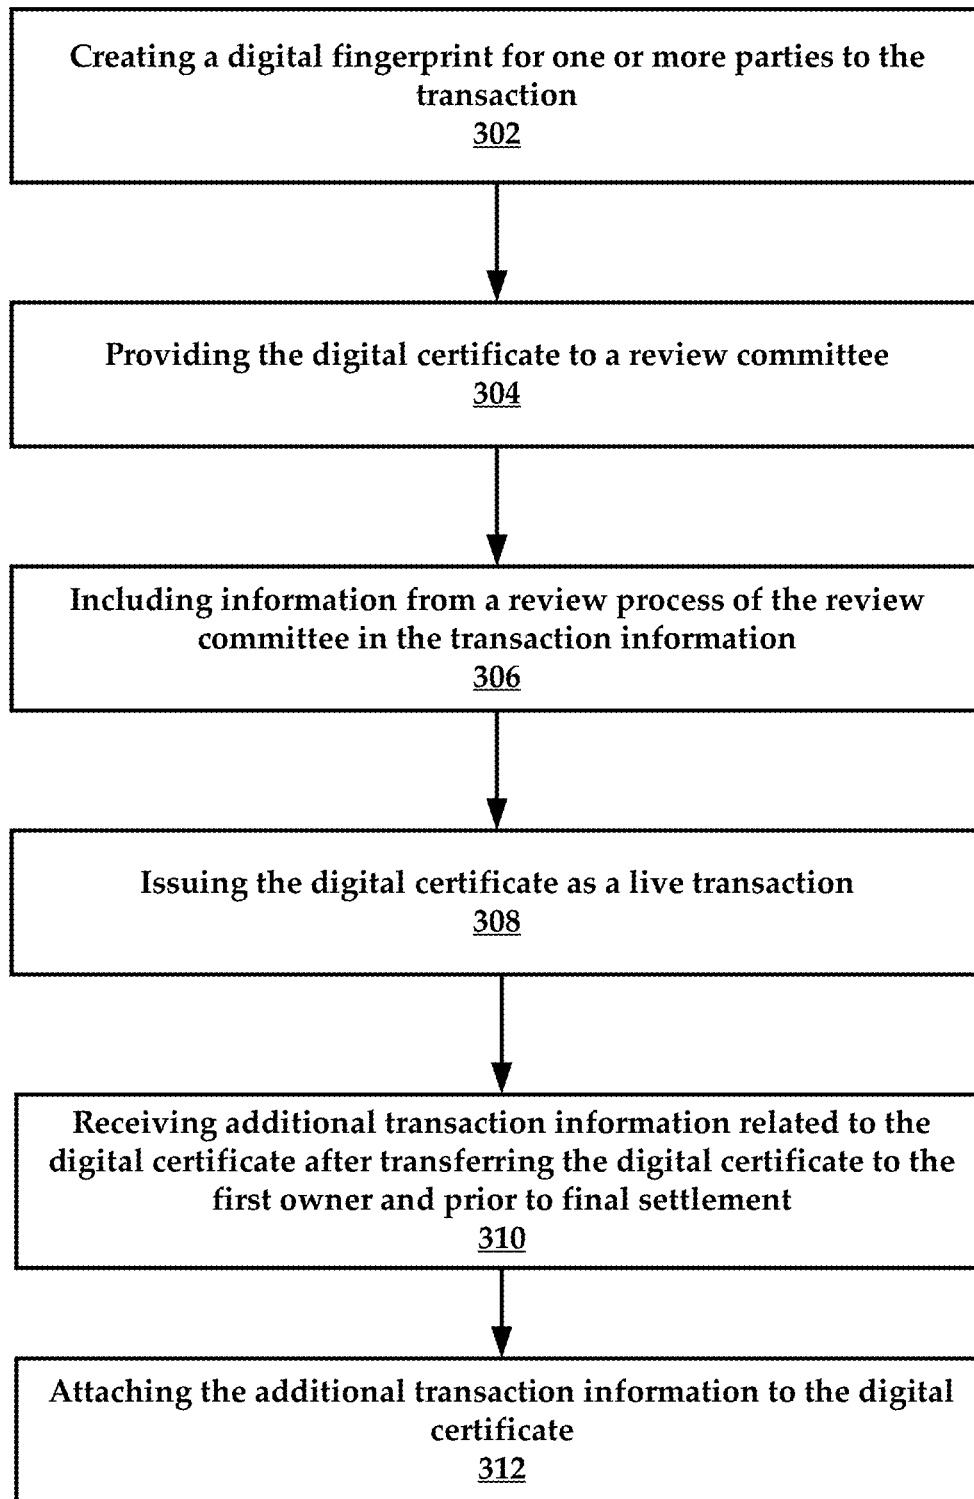 Creating a digital fingerprint for one or more parties to the
transaction
302
Providing the digital certificate to a review committee
304
Including information from a review process of the review
committee in the transaction information
306
Issuing the digital certificate as a live transaction
308
Receiving additional transaction information related to the
digital certificate after transferring the digital certificate to the
first owner and prior to final settlement
310
Attaching the additional transaction information to the digital
certificate
312